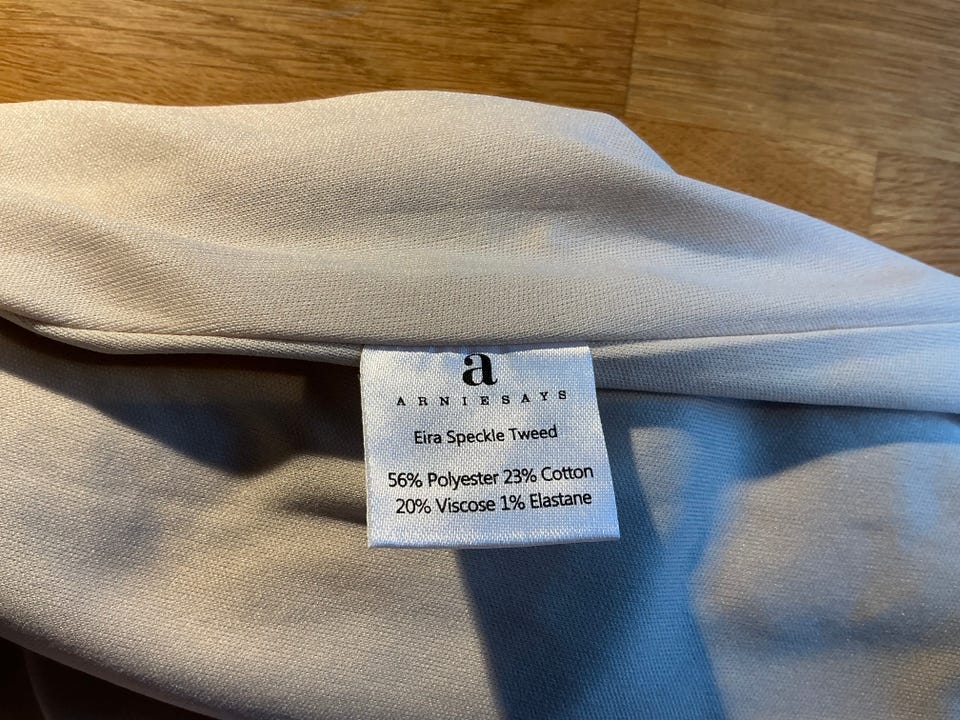 a
ARNIESAYS
Eira Speckle Tweed
56% Polyester 23% Cotton
20% Viscose 1% Elastane